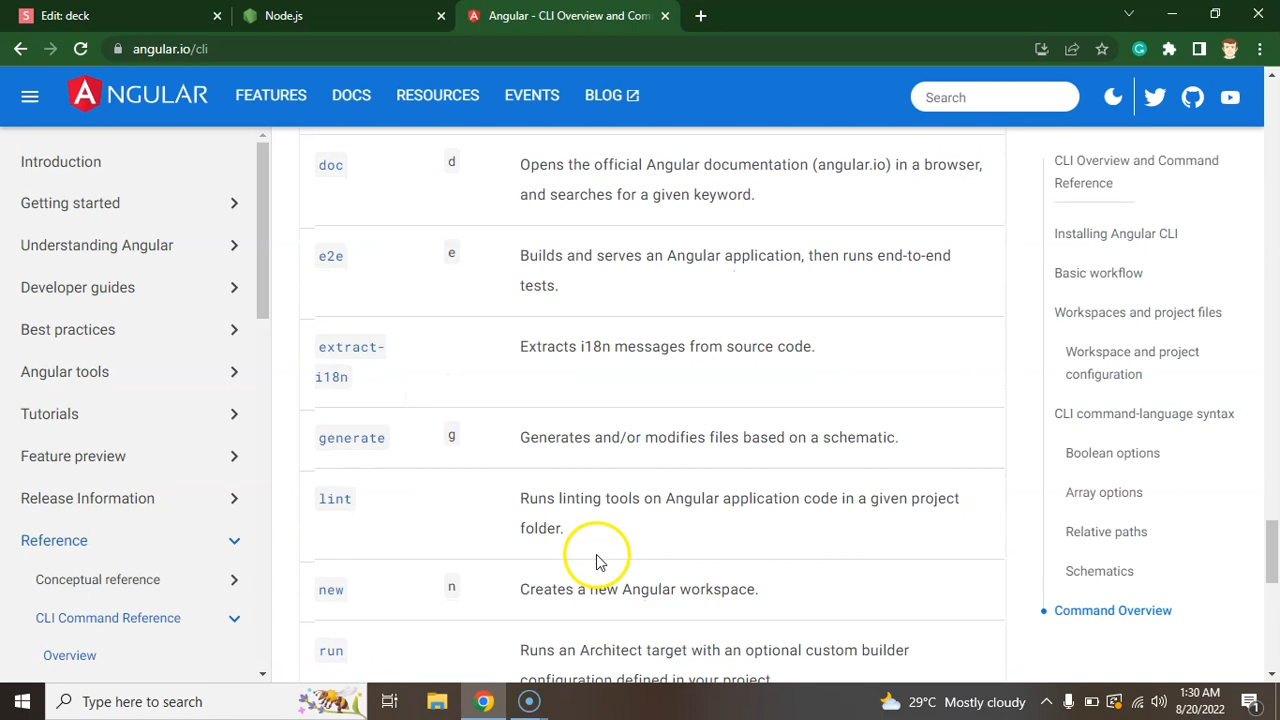 Edit: deck
Node.js
Angular - CLI Overview and Com
angular.io/cli
NGULAR
FEATURES
DOCS
RESOURCES
EVENTS
BLOG
Search
Introduction
Getting started
Understanding Angular
Developer guides
Best practices
Angular tools
Tutorials
Feature preview
Release Information
Reference
Conceptual reference
CLI Command Reference
Overview
doc d Opens the official Angular documentation (angular.io) in a browser,
and searches for a given keyword.
e2e e Builds and serves an Angular application, then runs end-to-end
tests.
extract- Extracts i18n messages from source code.
i18n
generate g Generates and/or modifies files based on a schematic.
lint Runs linting tools on Angular application code in a given project
folder.
new n Creates a new Angular workspace.
run Runs an Architect target with an optional custom builder
configuration defined in your project.
CLI Overview and Command
Reference
Installing Angular CLI
Basic workflow
Workspaces and project files
Workspace and project
configuration
CLI command-language syntax
Boolean options
Array options
Relative paths
Schematics
Command Overview
Type here to search
29°C Mostly cloudy
1:30 AM
8/20/2022